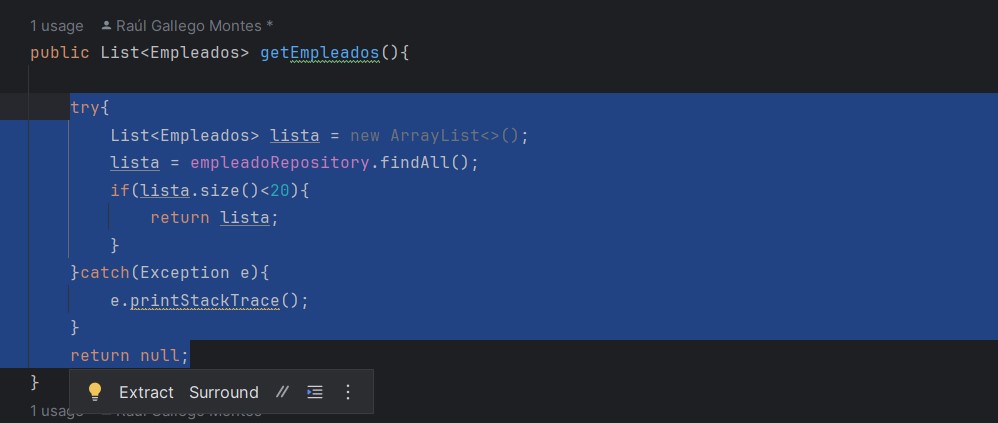 1 usage Raúl Gallego Montes *
public List<Empleados> getEmpleados(){
try{
List<Empleados> lista = new ArrayList<>();
lista = empleadoRepository.findAll();
if(lista.size()<20){
return lista;
}
}catch(Exception e){
e.printStackTrace();
}
return null;
}
Extract Surround
1 usage Raúl Gallego Montes